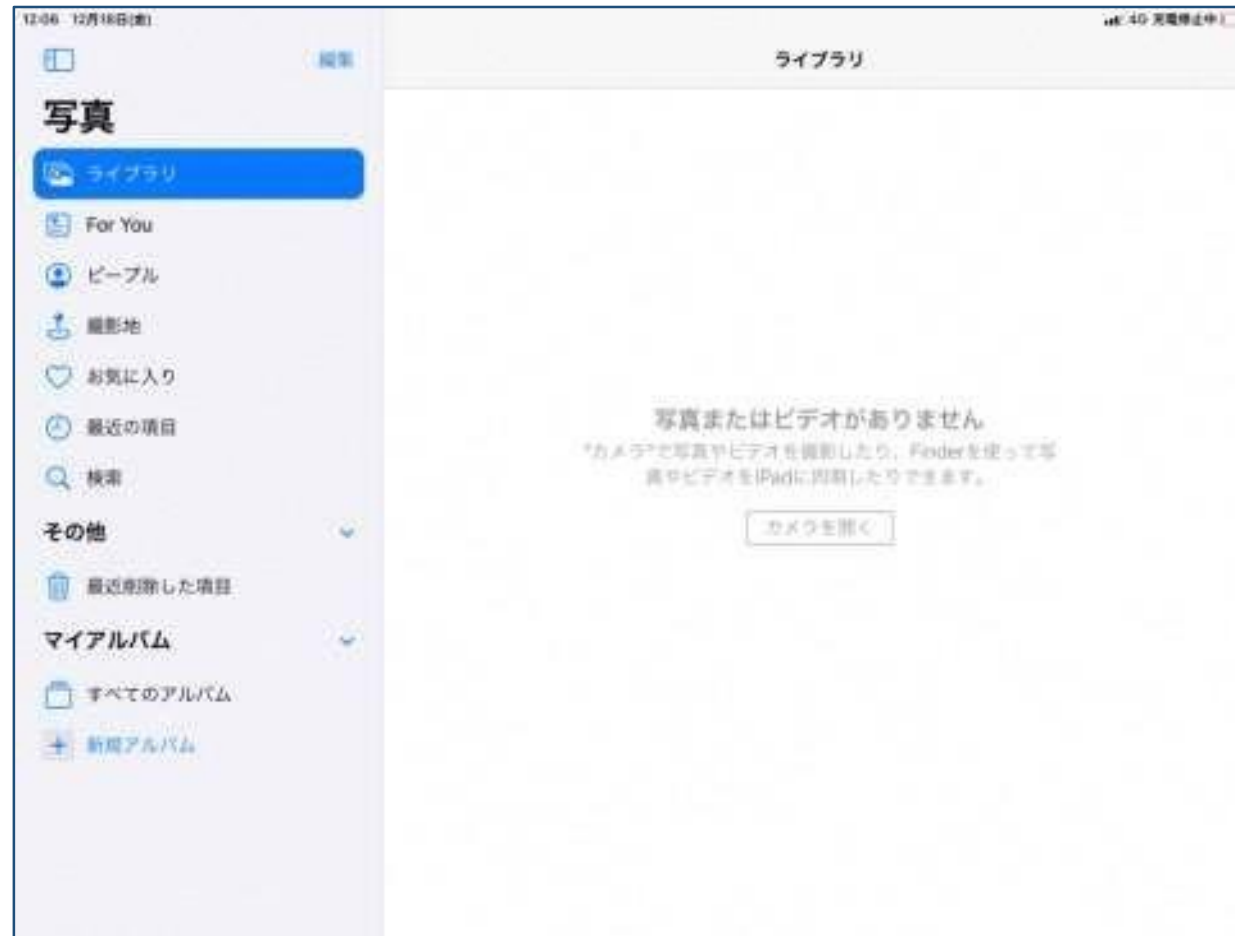 12:06 12月18日(金)
4G 充電停止中
編集
ライブラリ
写真
ライブラリ
For You
ピープル
撮影地
お気に入り
最近の項目
検索
その他
最近削除した項目
マイアルバム
すべてのアルバム
新規アルバム
写真またはビデオがありません
"カメラ"で写真やビデオを撮影したり、Finderを使って写
真やビデオをiPadに同期したりできます。
カメラを開く